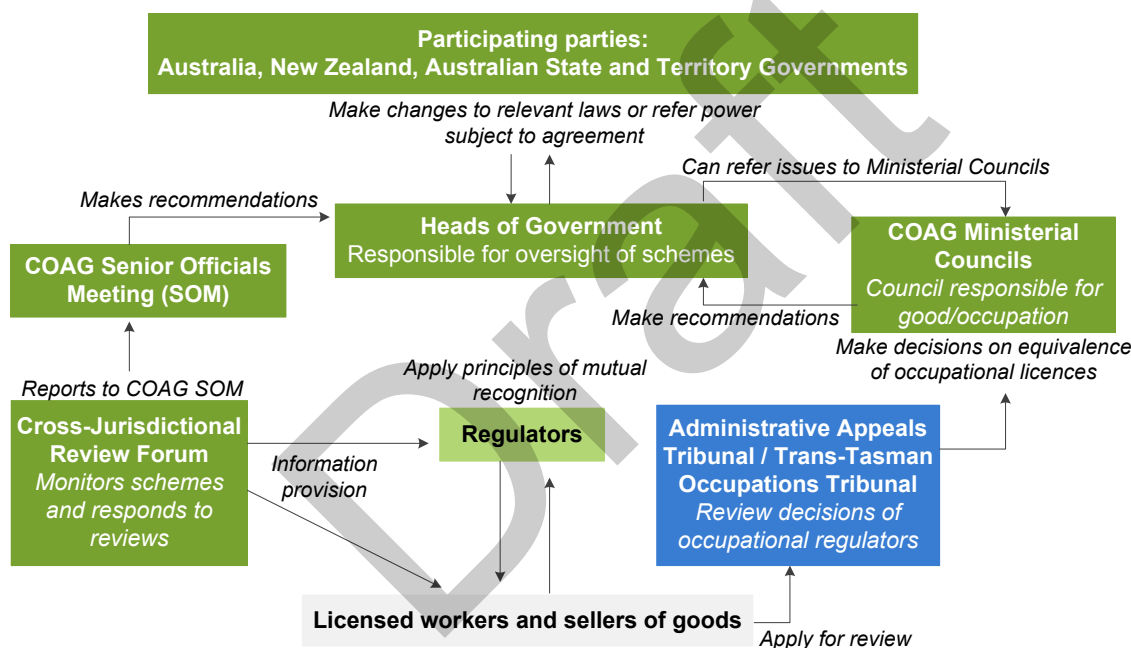 Participating parties:
Australia, New Zealand, Australian State and Territory Governments
Make changes to relevant laws or refer power
subject to agreement
Can refer issues to Ministerial Councils
Makes recommendations
Heads of Government
Responsible for oversight of schemes
COAG Ministerial
Councils
Council responsible for
good/occupation
COAG Senior Officials
Meeting (SOM)
Make recommendations
Make decisions on equivalence
of occupational licences
Reports to COAG SOM
Apply principles of mutual
recognition
Cross-Jurisdictional
Review Forum
Monitors schemes
and responds to
reviews
Information
provision
Regulators
Administrative Appeals
Tribunal / Trans-Tasman
Occupations Tribunal
Review decisions of
occupational regulators
Licensed workers and sellers of goods
Apply for review
Draft